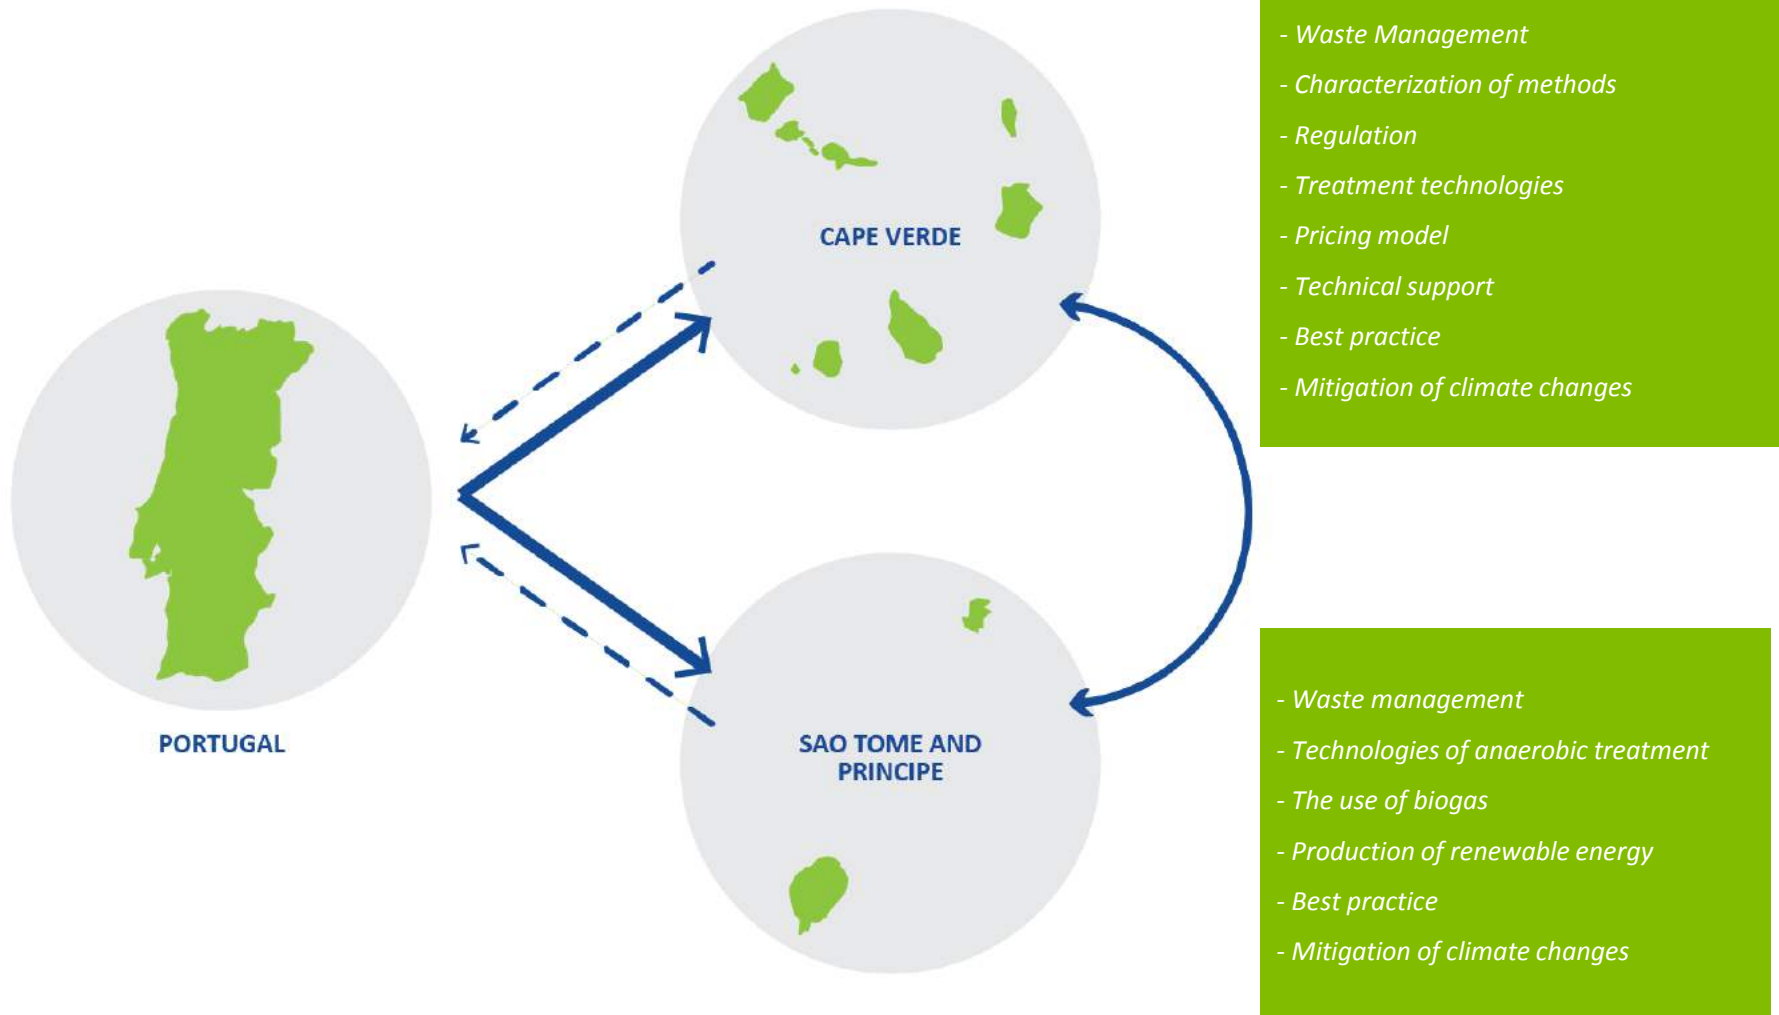 - Waste Management
- Characterization of methods
- Regulation
- Treatment technologies
- Pricing model
- Technical support
- Best practice
- Mitigation of climate changes
CAPE VERDE
PORTUGAL
SAO TOME AND
PRINCIPE
- Waste management
- Technologies of anaerobic treatment
- The use of biogas
- Production of renewable energy
- Best practice
- Mitigation of climate changes